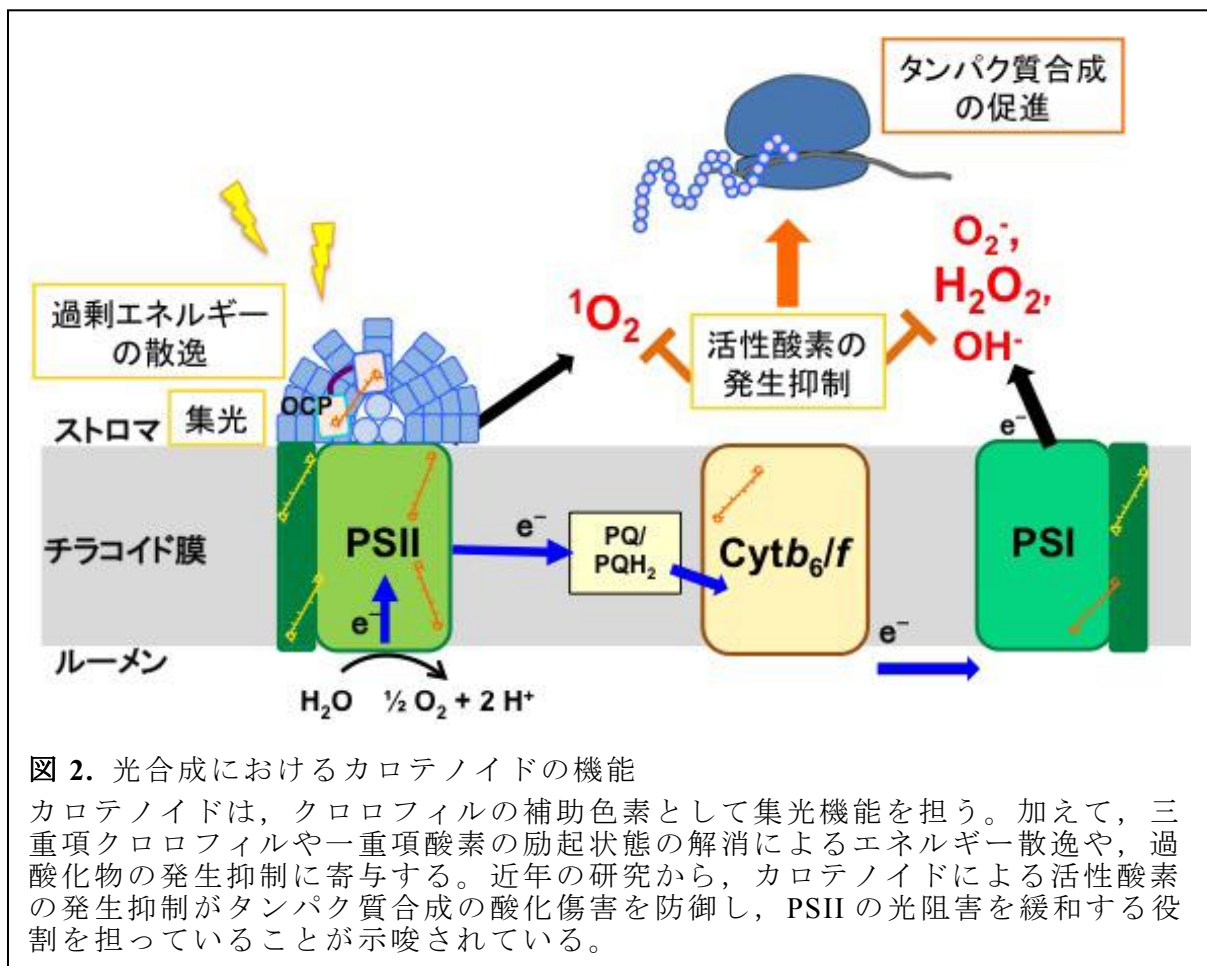 タンパク質合成
の促進
O₂⁻,
H₂O₂,
OH⁻
¹O₂
過剰エネルギー
の散逸
活性酸素の
発生抑制
OCP
集光
ストロマ
e⁻
チラコイド膜
PSII
e⁻
PQ/
PQH₂
Cytb₆/f
PSI
e⁻
e⁻
ルーメン
H₂O ½ O₂ + 2 H⁺
図 2. 光合成におけるカロテノイドの機能
カロテノイドは，クロロフィルの補助色素として集光機能を担う。加えて，三
重項クロロフィルや一重項酸素の励起状態の解消によるエネルギー散逸や，過
酸化物の発生抑制に寄与する。近年の研究から，カロテノイドによる活性酸素
の発生抑制がタンパク質合成の酸化傷害を防御し，PSII の光阻害を緩和する役
割を担っていることが示唆されている。